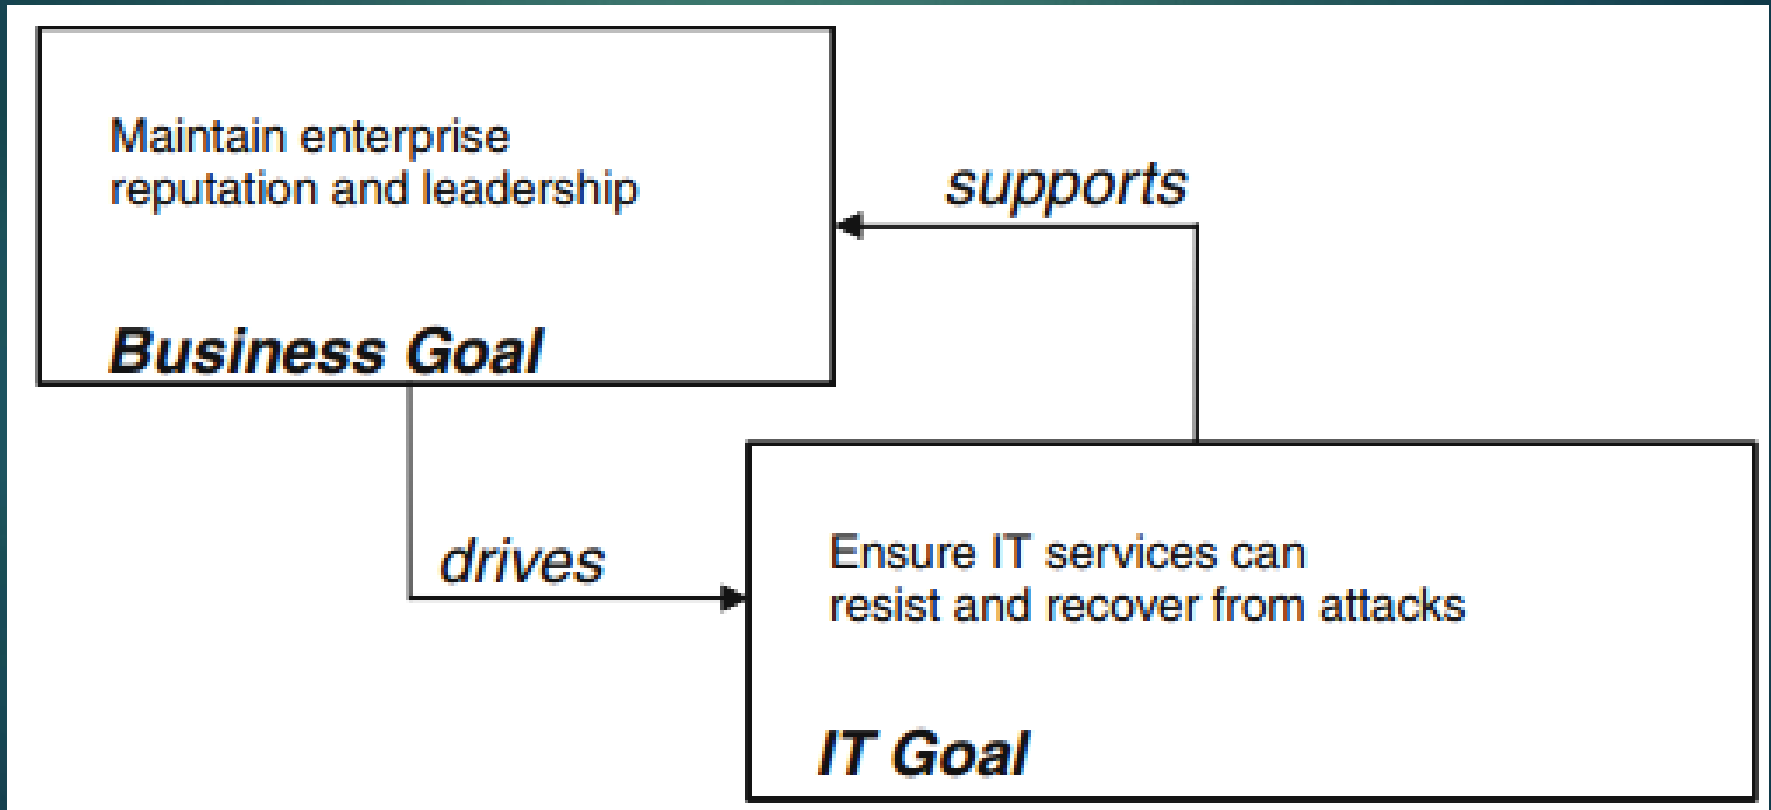 Maintain enterprise
reputation and leadership
Business Goal
supports
drives
Ensure IT services can
resist and recover from attacks
IT Goal